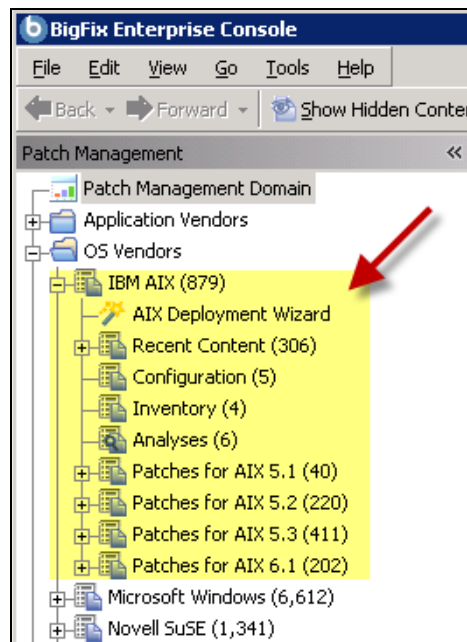 BigFix Enterprise Console
File Edit View Go Tools Help
Back Forward Show Hidden Conte
Patch Management «
Patch Management Domain
Application Vendors
OS Vendors
IBM AIX (879)
AIX Deployment Wizard
Recent Content (306)
Configuration (5)
Inventory (4)
Analyses (6)
Patches for AIX 5.1 (40)
Patches for AIX 5.2 (220)
Patches for AIX 5.3 (411)
Patches for AIX 6.1 (202)
Microsoft Windows (6,612)
Novell SuSE (1,341)